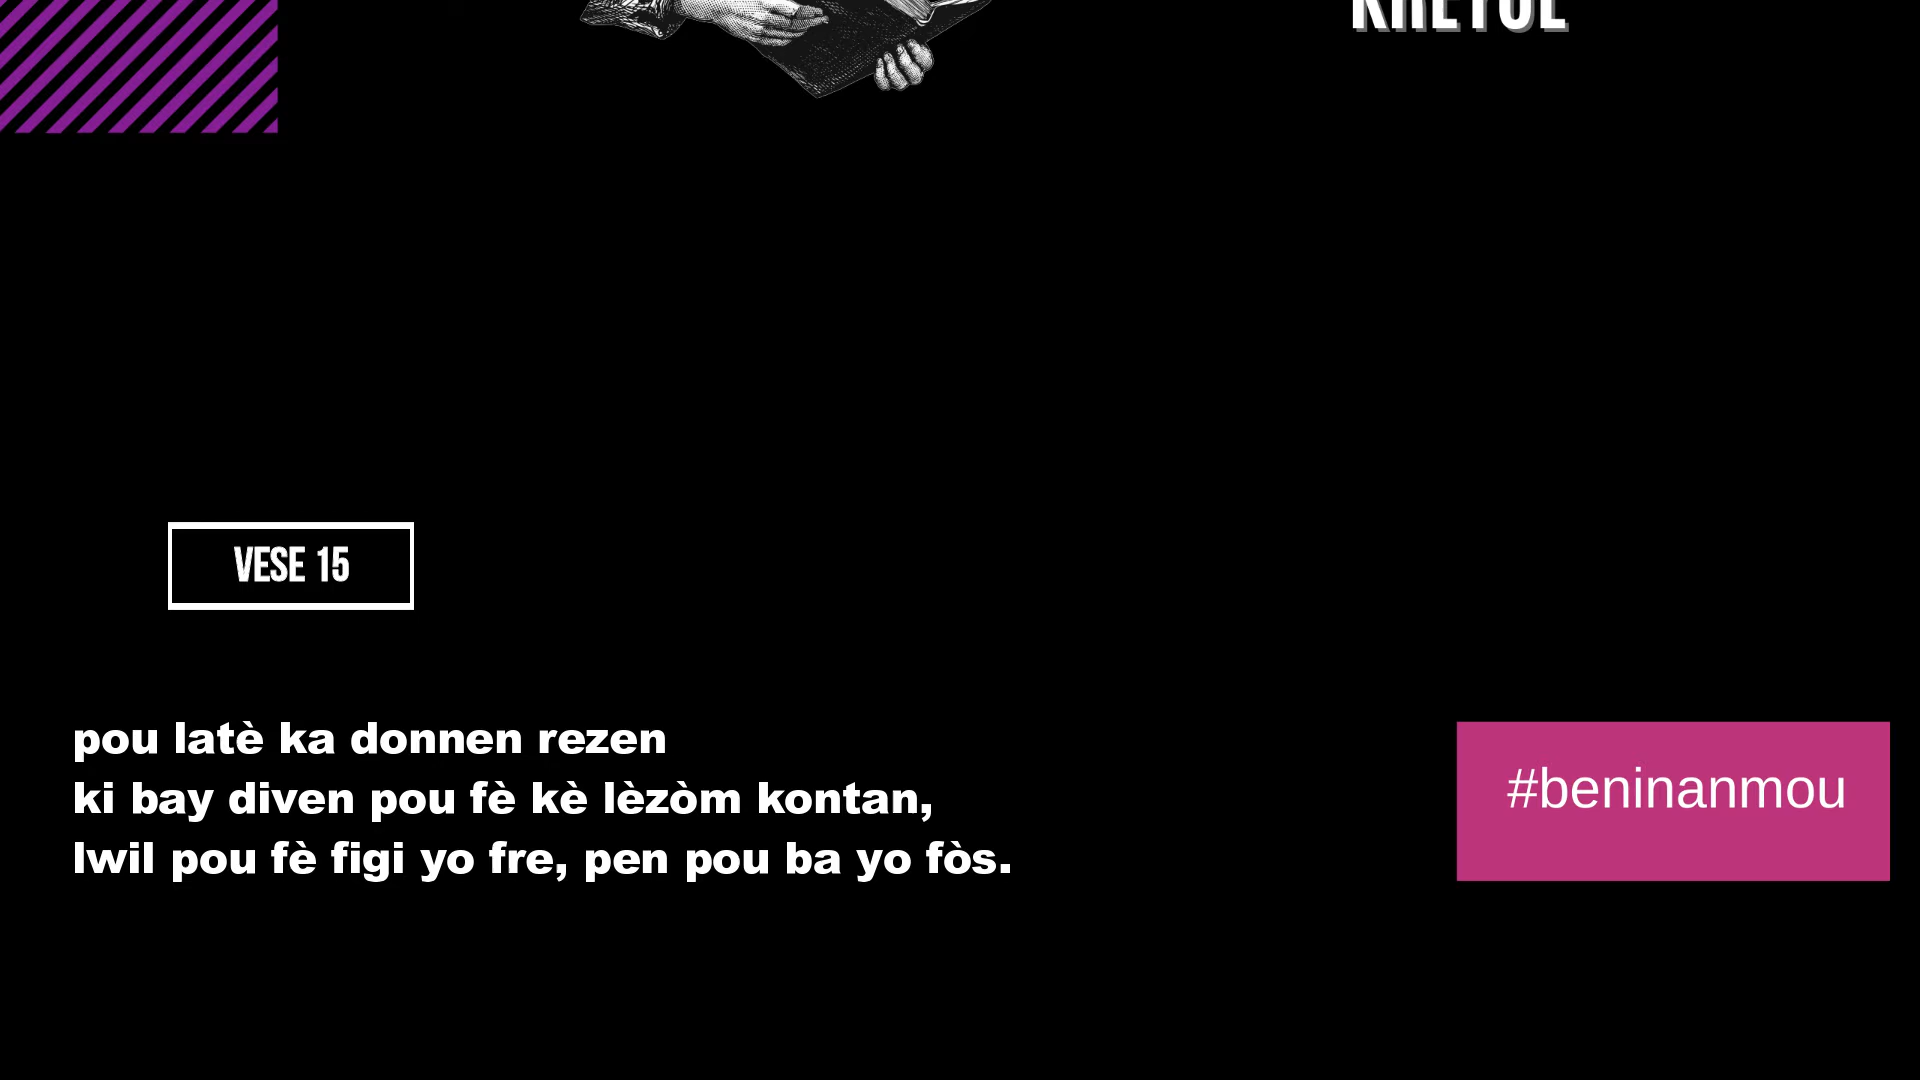 VESE 15
pou latè ka donnen rezen
ki bay diven pou fè kè lèzòm kontan,
lwil pou fè figi yo fre, pen pou ba yo fòs.
#beninanmou